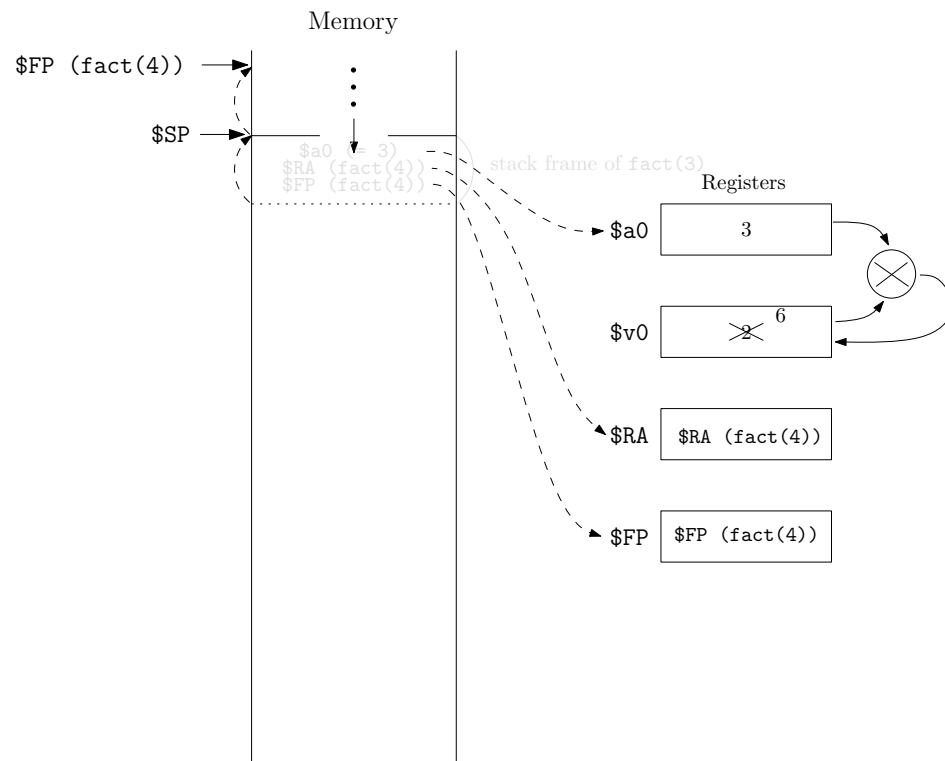 Memory
$FP (fact(4))
$SP
$a0 (= 3)
$RA (fact(4))
$FP (fact(4))
stack frame of fact(3)
Registers
$a0 3
$v0 2 6
$RA $RA (fact(4))
$FP $FP (fact(4))